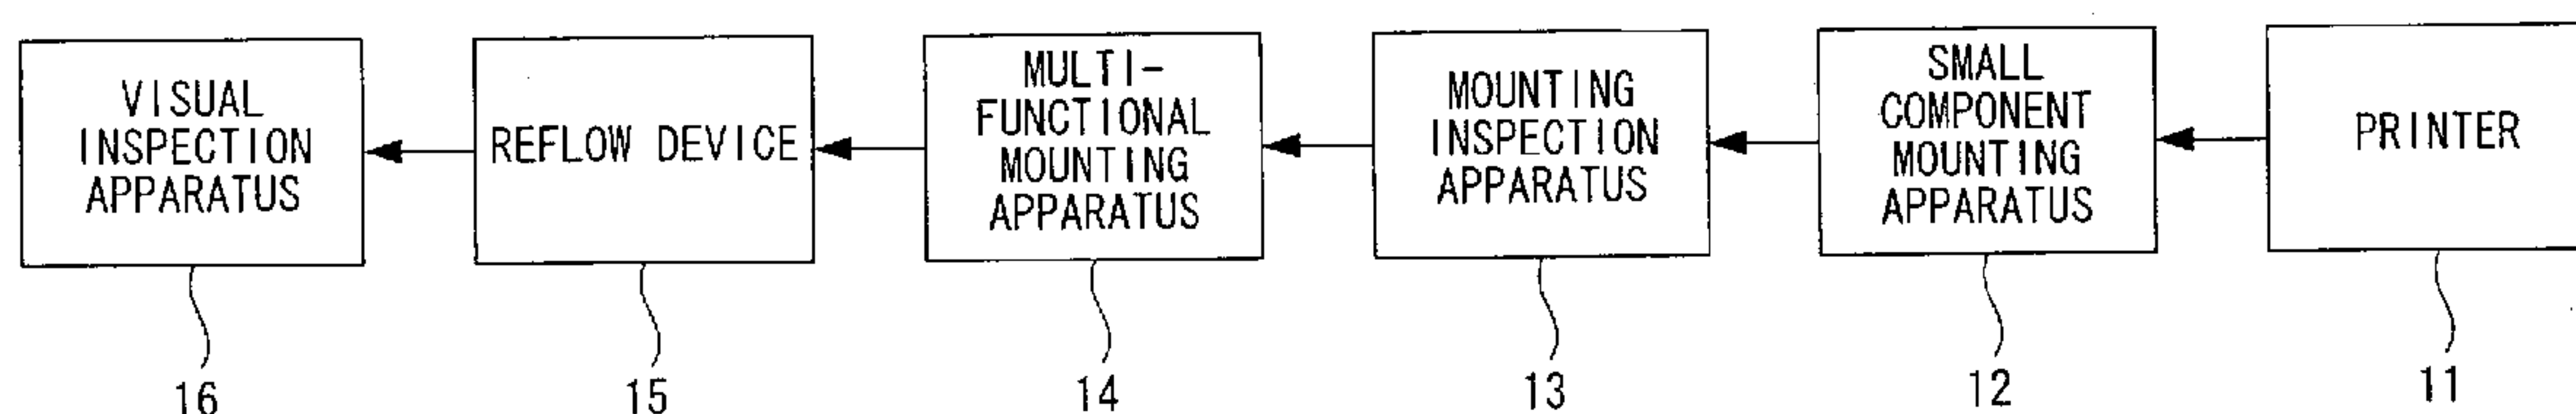 VISUAL
INSPECTION
APPARATUS
REFLOW DEVICE
MULTI-
FUNCTIONAL
MOUNTING
APPARATUS
MOUNTING
INSPECTION
APPARATUS
SMALL
COMPONENT
MOUNTING
APPARATUS
PRINTER
16
15
14
13
12
11